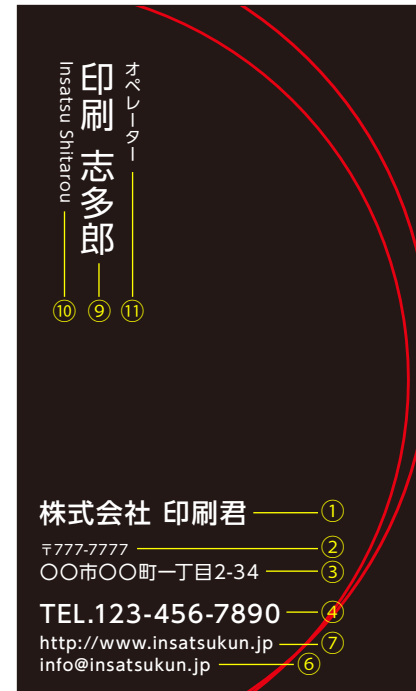 オペレーター
印刷 志多郎
Insatsu Shitarou
⑪
⑨
⑩
株式会社 印刷君 ①
〒777-7777 ②
〇〇市〇〇町一丁目2-34 ③
TEL.123-456-7890 ④
http://www.insatsukun.jp ⑦
info@insatsukun.jp ⑥